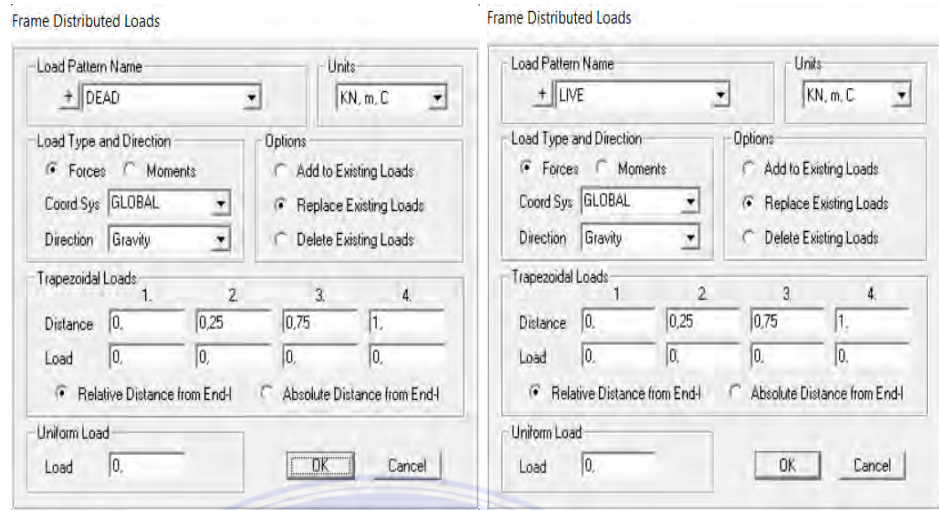 Frame Distributed Loads
Load Pattern Name
Units
+ DEAD
KN, m, C
Load Type and Direction
Options
Forces Moments
Add to Existing Loads
Coord Sys GLOBAL
Replace Existing Loads
Direction Gravity
Delete Existing Loads
Trapezoidal Loads
1. 2. 3. 4.
Distance 0, 0,25 0,75 1,
Load 0, 0, 0, 0,
Relative Distance from End-I Absolute Distance from End-I
Uniform Load
Load 0,
OK Cancel
Frame Distributed Loads
Load Pattern Name
Units
+ LIVE
KN, m, C
Load Type and Direction
Options
Forces Moments
Add to Existing Loads
Coord Sys GLOBAL
Replace Existing Loads
Direction Gravity
Delete Existing Loads
Trapezoidal Loads
1. 2. 3. 4.
Distance 0, 0,25 0,75 1,
Load 0, 0, 0, 0,
Relative Distance from End-I Absolute Distance from End-I
Uniform Load
Load 0,
OK Cancel